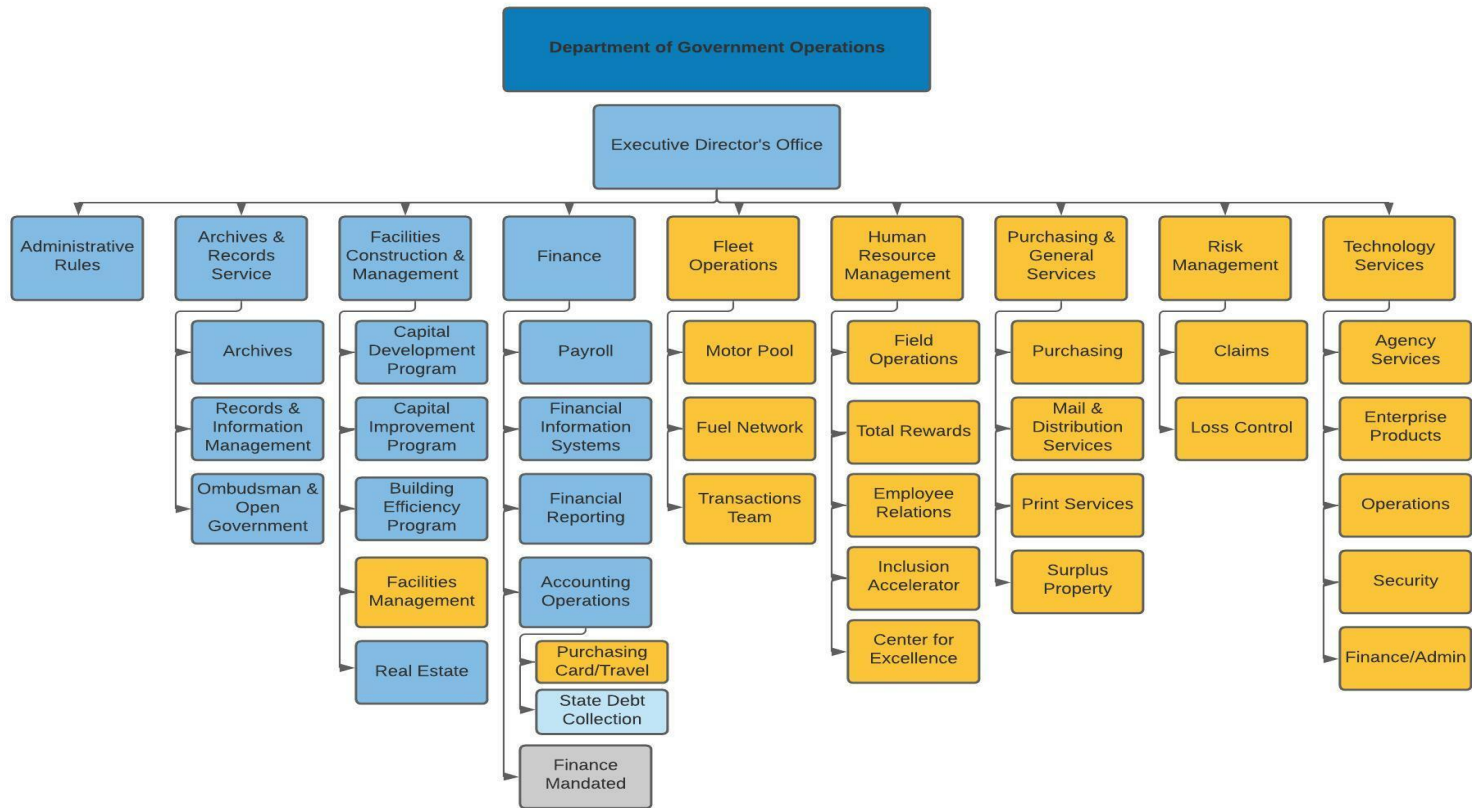 Department of Government Operations
Executive Director's Office
Administrative
Rules
Archives &
Records
Service
Facilities
Construction &
Management
Finance
Fleet
Operations
Human
Resource
Management
Purchasing &
General
Services
Risk
Management
Technology
Services
Archives
Records &
Information
Management
Ombudsman &
Open
Government
Capital
Development
Program
Capital
Improvement
Program
Building
Efficiency
Program
Facilities
Management
Real Estate
Payroll
Financial
Information
Systems
Financial
Reporting
Accounting
Operations
Purchasing
Card/Travel
State Debt
Collection
Finance
Mandated
Motor Pool
Fuel Network
Transactions
Team
Field
Operations
Total Rewards
Employee
Relations
Inclusion
Accelerator
Center for
Excellence
Purchasing
Mail &
Distribution
Services
Print Services
Surplus
Property
Claims
Loss Control
Agency
Services
Enterprise
Products
Operations
Security
Finance/Admin